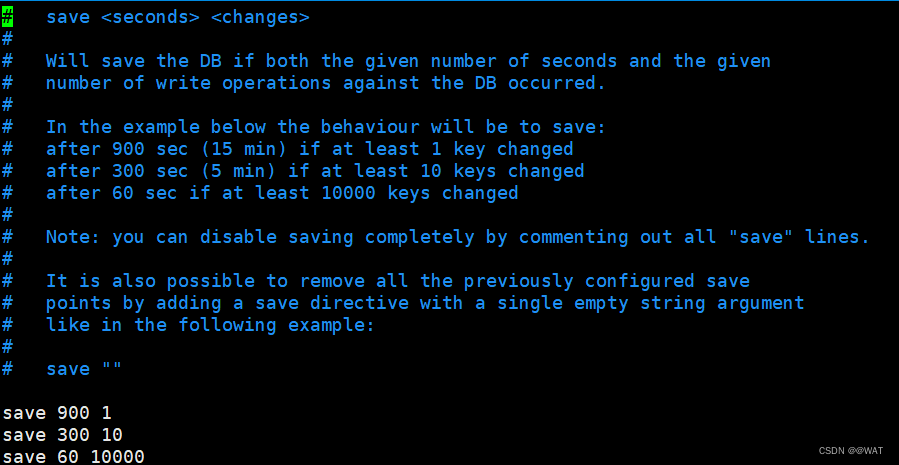 #   save <seconds> <changes>
#
#   Will save the DB if both the given number of seconds and the given
#   number of write operations against the DB occurred.
#
#   In the example below the behaviour will be to save:
#   after 900 sec (15 min) if at least 1 key changed
#   after 300 sec (5 min) if at least 10 keys changed
#   after 60 sec if at least 10000 keys changed
#
#   Note: you can disable saving completely by commenting out all "save" lines.
#
#   It is also possible to remove all the previously configured save
#   points by adding a save directive with a single empty string argument
#   like in the following example:
#
#   save ""
save 900 1
save 300 10
save 60 10000
CSDN @@WAT